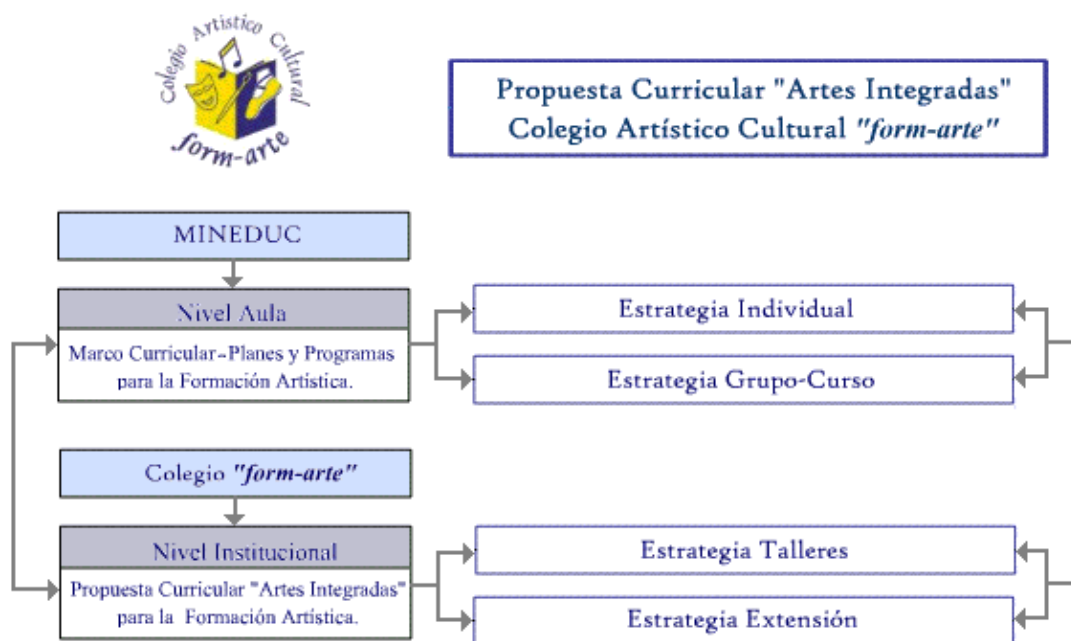 Colegio Artístico Cultural
form-arte
Propuesta Curricular "Artes Integradas"
Colegio Artístico Cultural "form-arte"
MINEDUC
Nivel Aula
Marco Curricular-Planes y Programas
para la Formación Artística.
Estrategia Individual
Estrategia Grupo-Curso
Colegio "form-arte"
Nivel Institucional
Propuesta Curricular "Artes Integradas"
para la Formación Artística.
Estrategia Talleres
Estrategia Extensión